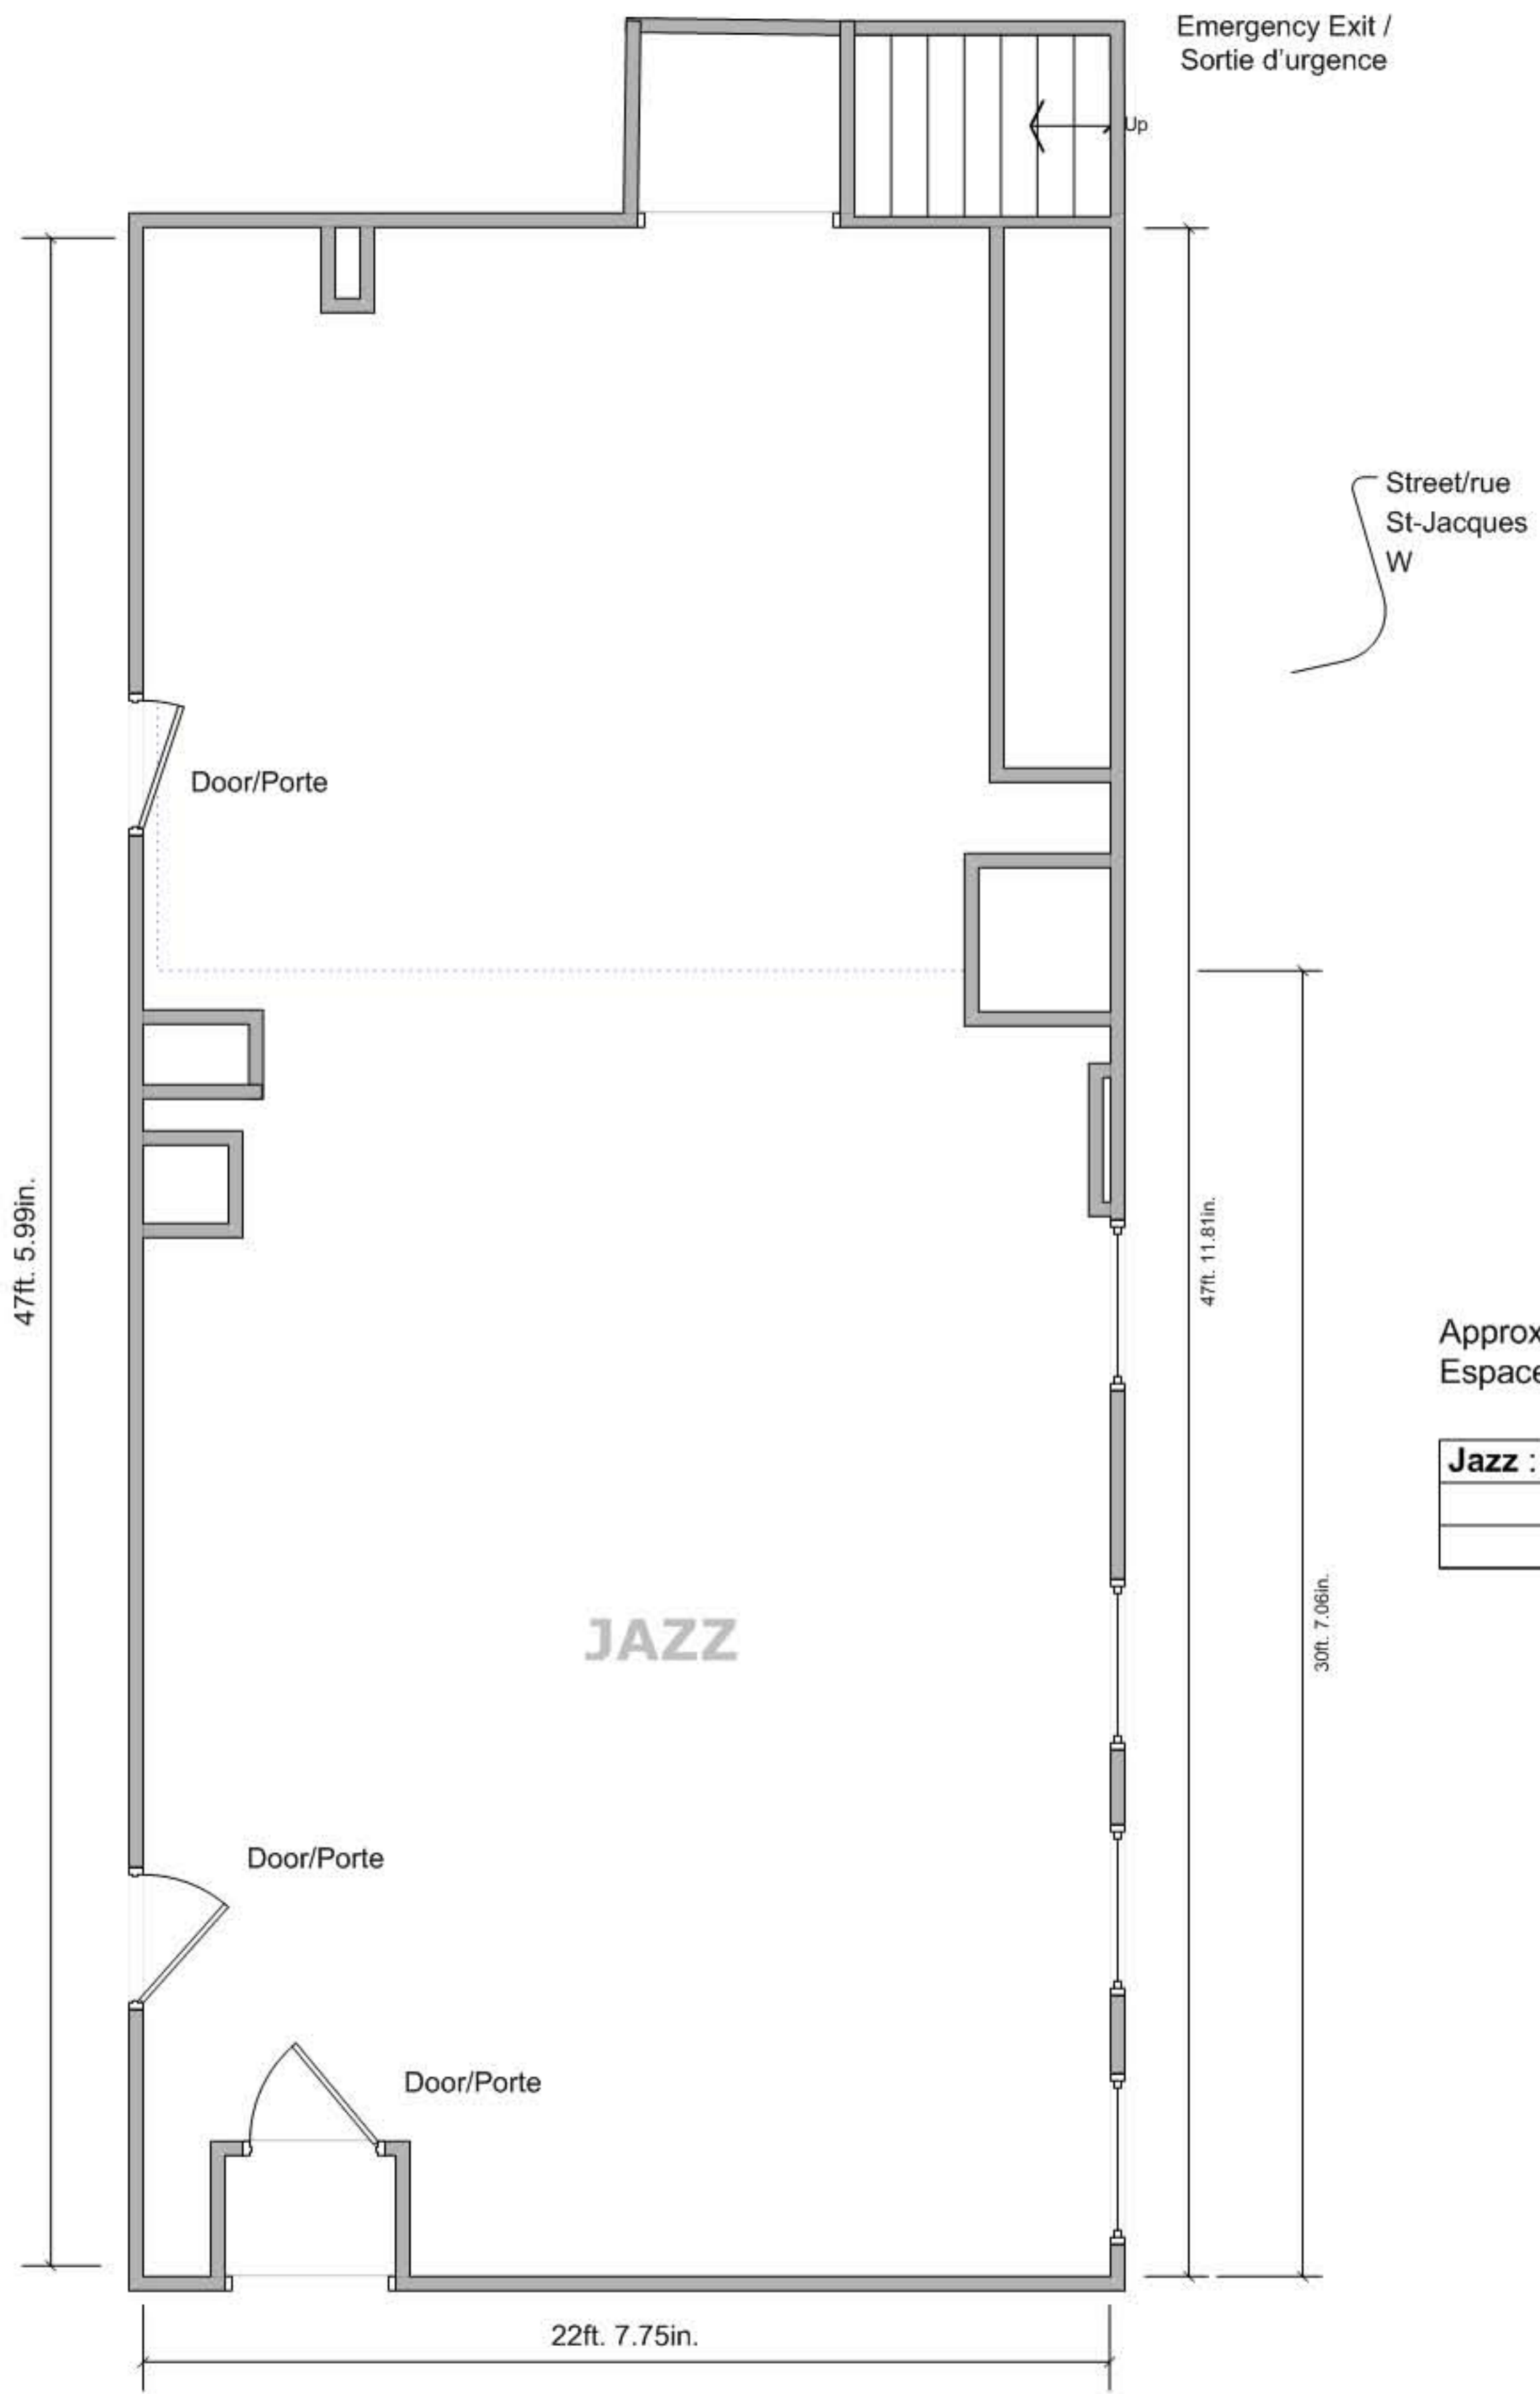 Emergency Exit /
Sortie d'urgence
Up
Street/rue
St-Jacques
W
Door/Porte
47ft. 5.99in.
47ft. 11.81in.
Approx
Espace
Jazz :
30ft. 7.06in.
JAZZ
Door/Porte
Door/Porte
22ft. 7.75in.